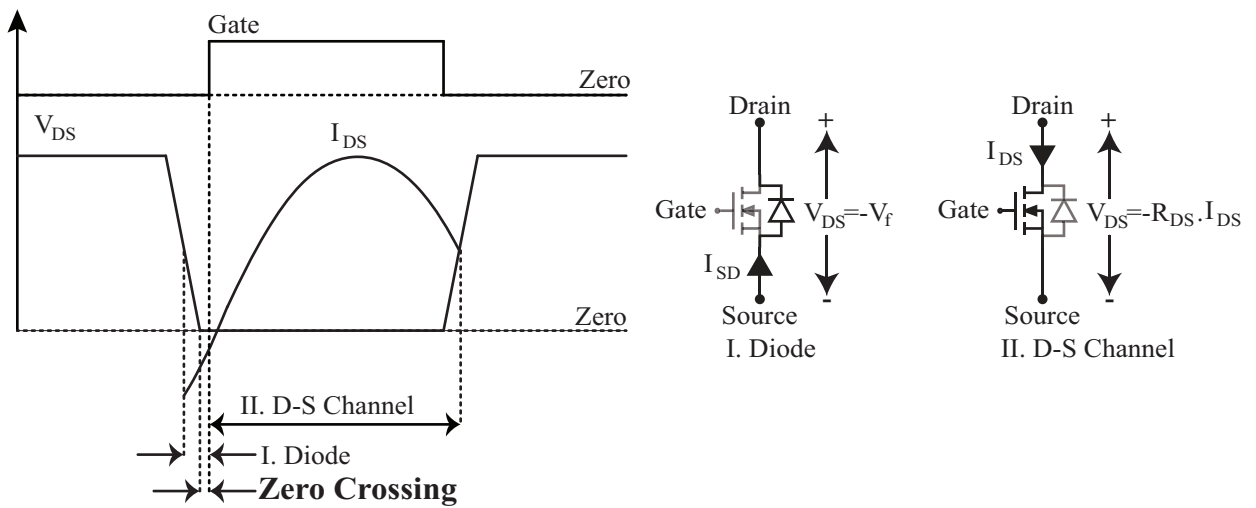 Gate
Zero
V_DS
I_DS
Zero
II. D-S Channel
I. Diode
Zero Crossing
Drain
+
Gate
V_DS=-V_f
I_SD
-
Source
I. Diode
Drain
+
I_DS
Gate
V_DS=-R_DS.I_DS
-
Source
II. D-S Channel